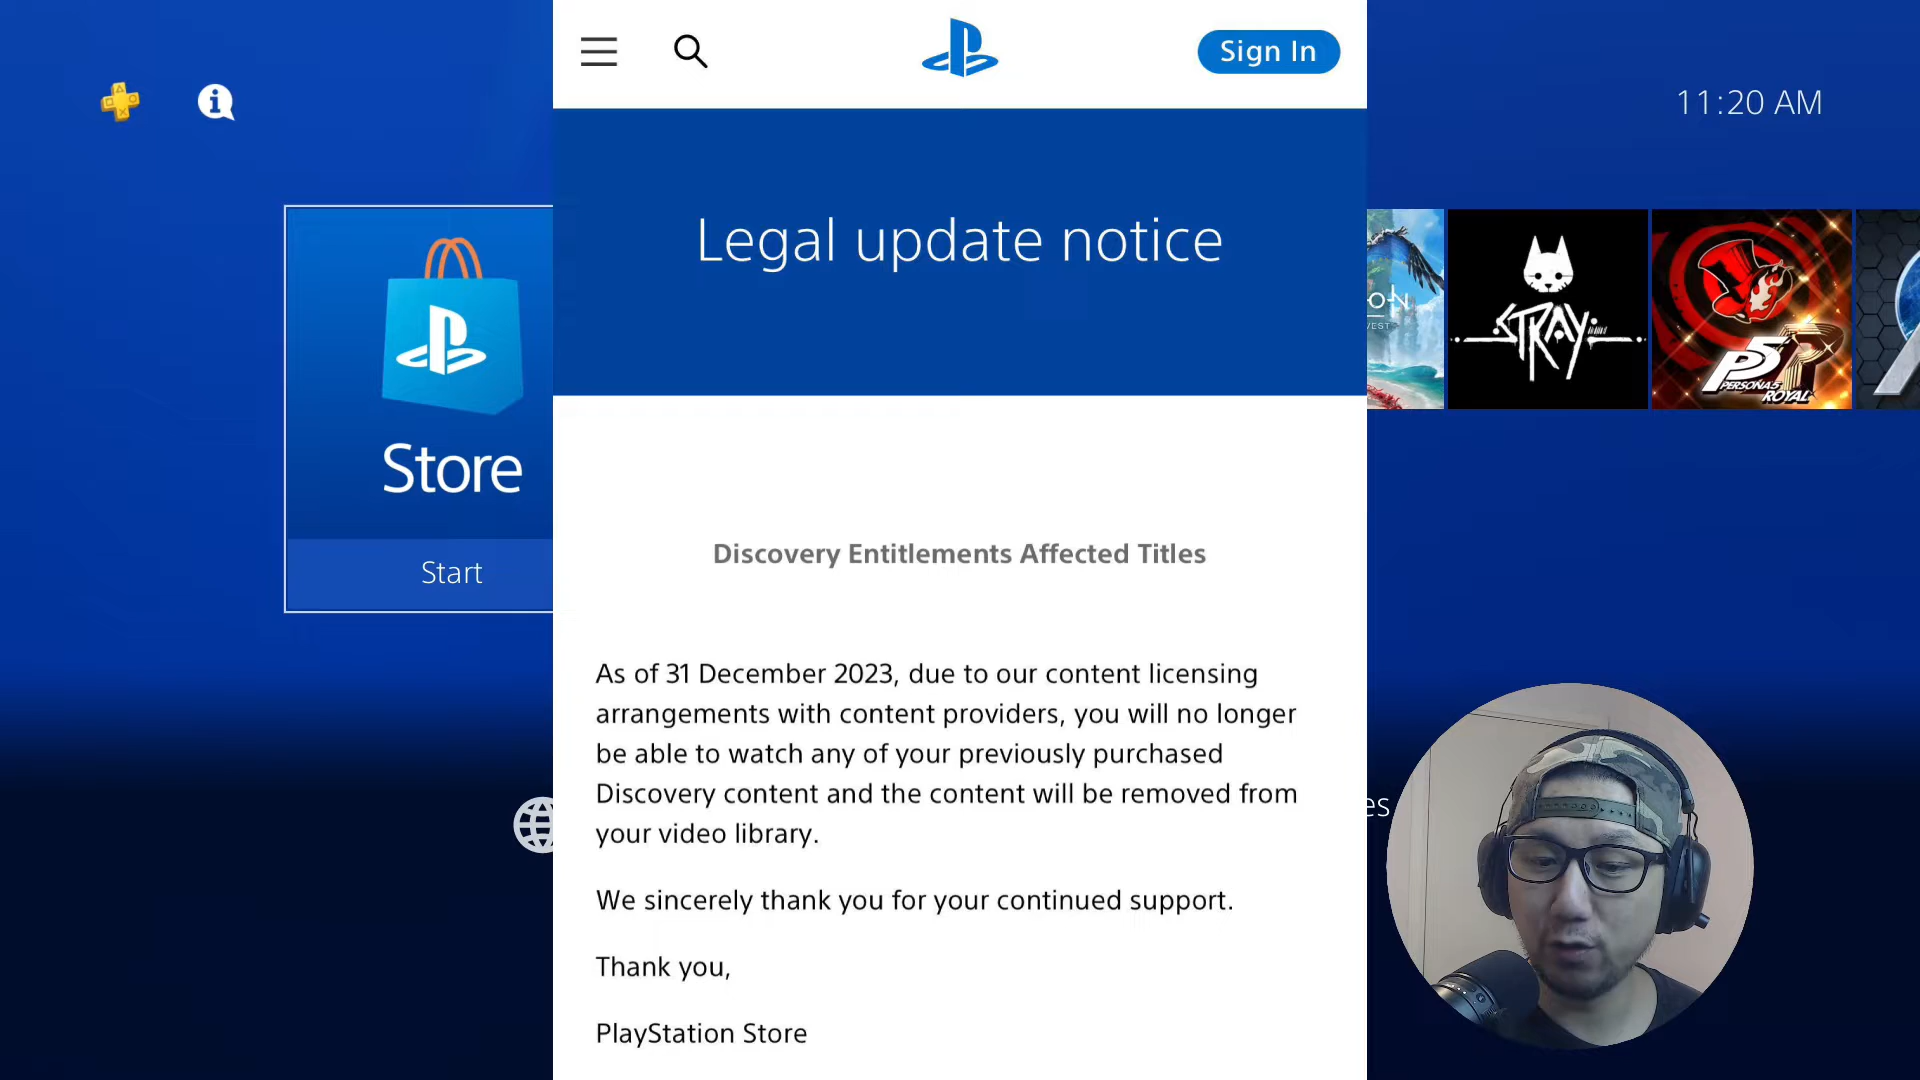 Sign In
11:20 AM
Legal update notice
STRAY
P5R
PERSONA5
ROYAL
Store
Start
Discovery Entitlements Affected Titles
As of 31 December 2023, due to our content licensing
arrangements with content providers, you will no longer
be able to watch any of your previously purchased
Discovery content and the content will be removed from
your video library.
We sincerely thank you for your continued support.
Thank you,
PlayStation Store